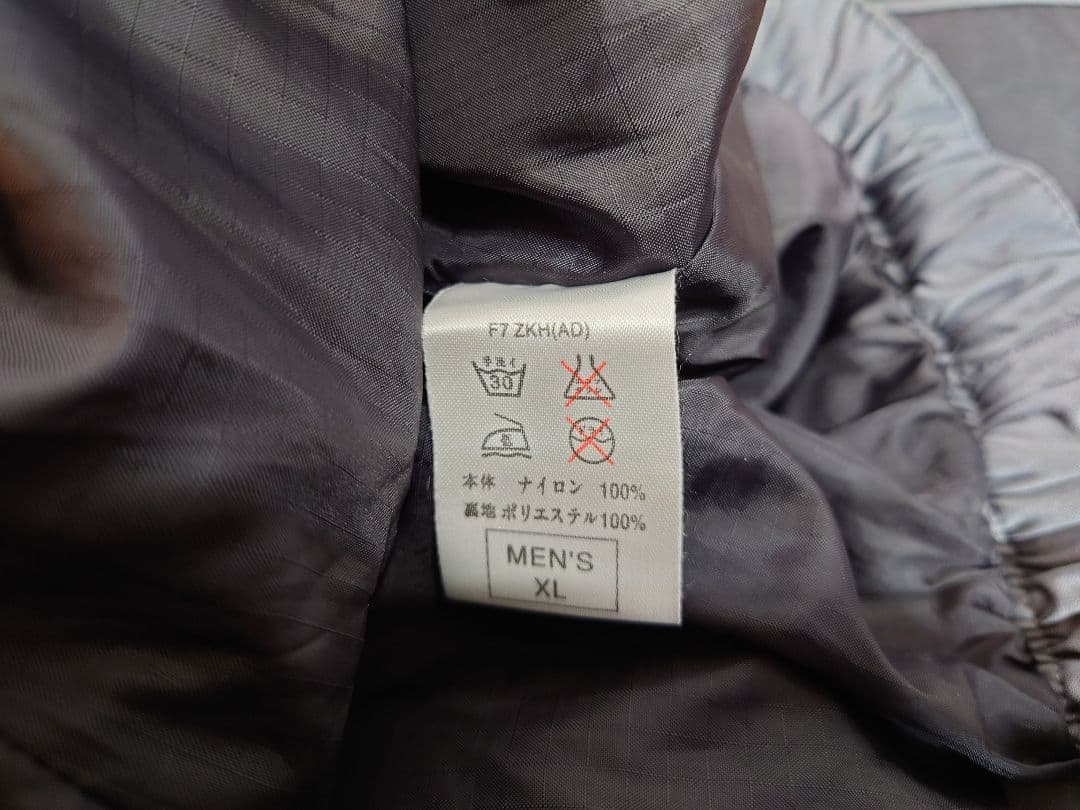 F7 ZKH(AD)
手洗イ
30
低
本体 ナイロン 100%
裏地 ポリエステル100%
MEN'S
XL